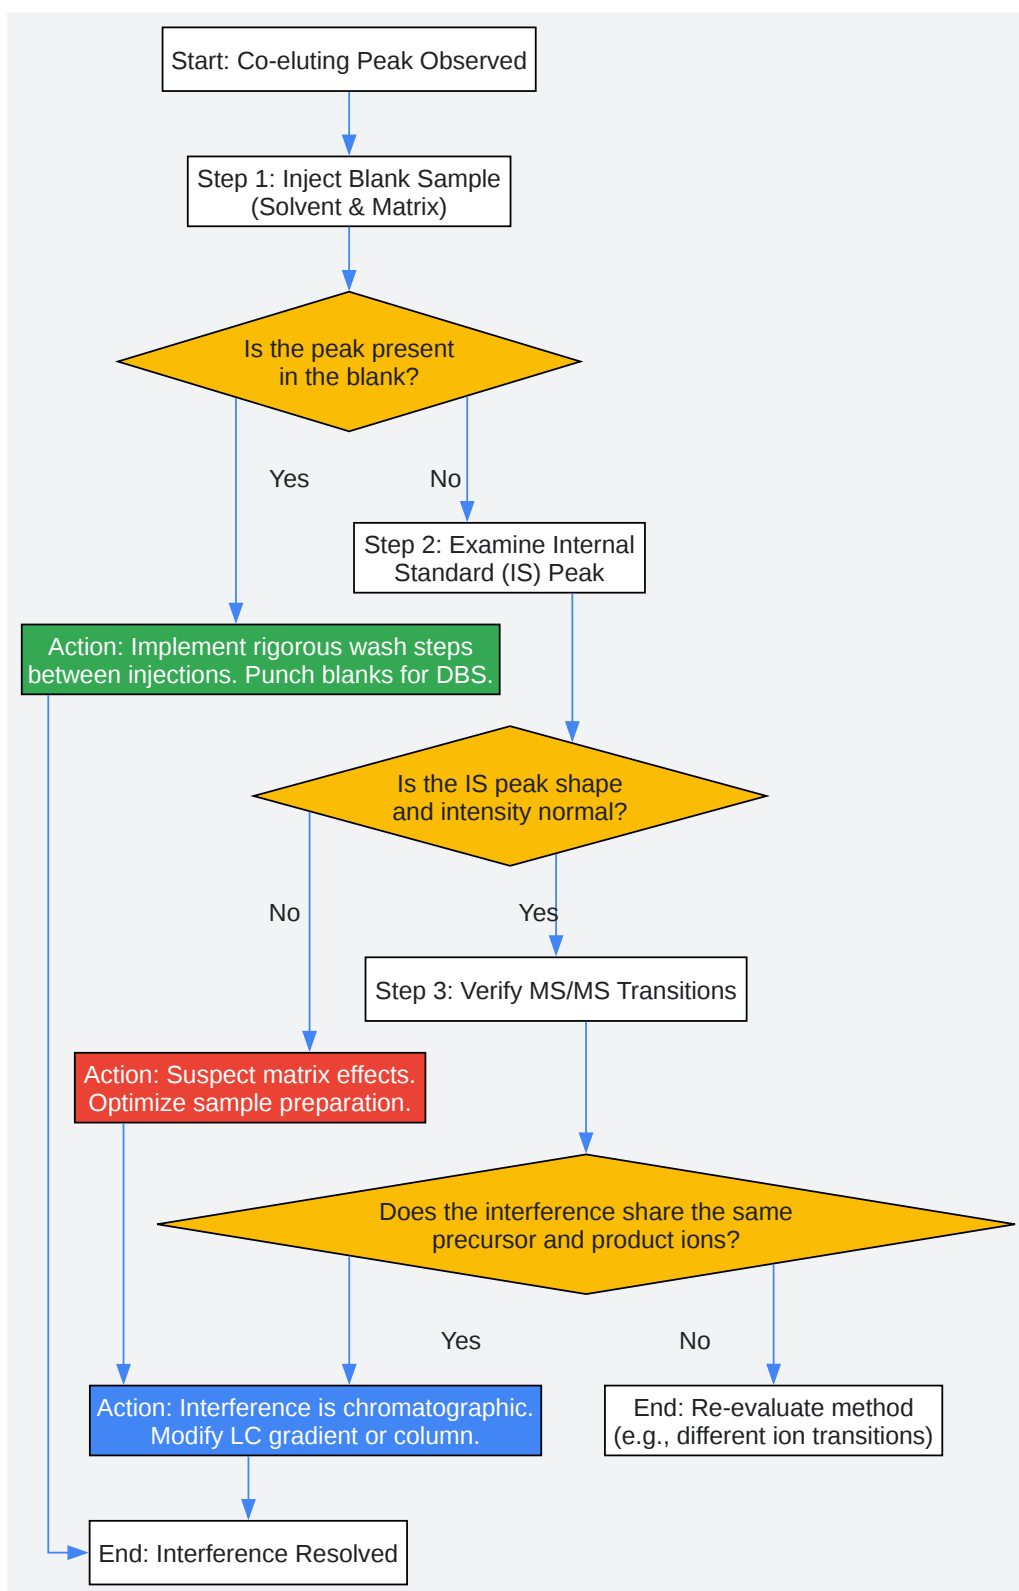 Start: Co-eluting Peak Observed
Step 1: Inject Blank Sample
(Solvent & Matrix)
Is the peak present
in the blank?
Yes
No
Step 2: Examine Internal
Standard (IS) Peak
Action: Implement rigorous wash steps
between injections. Punch blanks for DBS.
Is the IS peak shape
and intensity normal?
No
Yes
Step 3: Verify MS/MS Transitions
Action: Suspect matrix effects.
Optimize sample preparation.
Does the interference share the same
precursor and product ions?
Yes
No
Action: Interference is chromatographic.
Modify LC gradient or column.
End: Re-evaluate method
(e.g., different ion transitions)
End: Interference Resolved